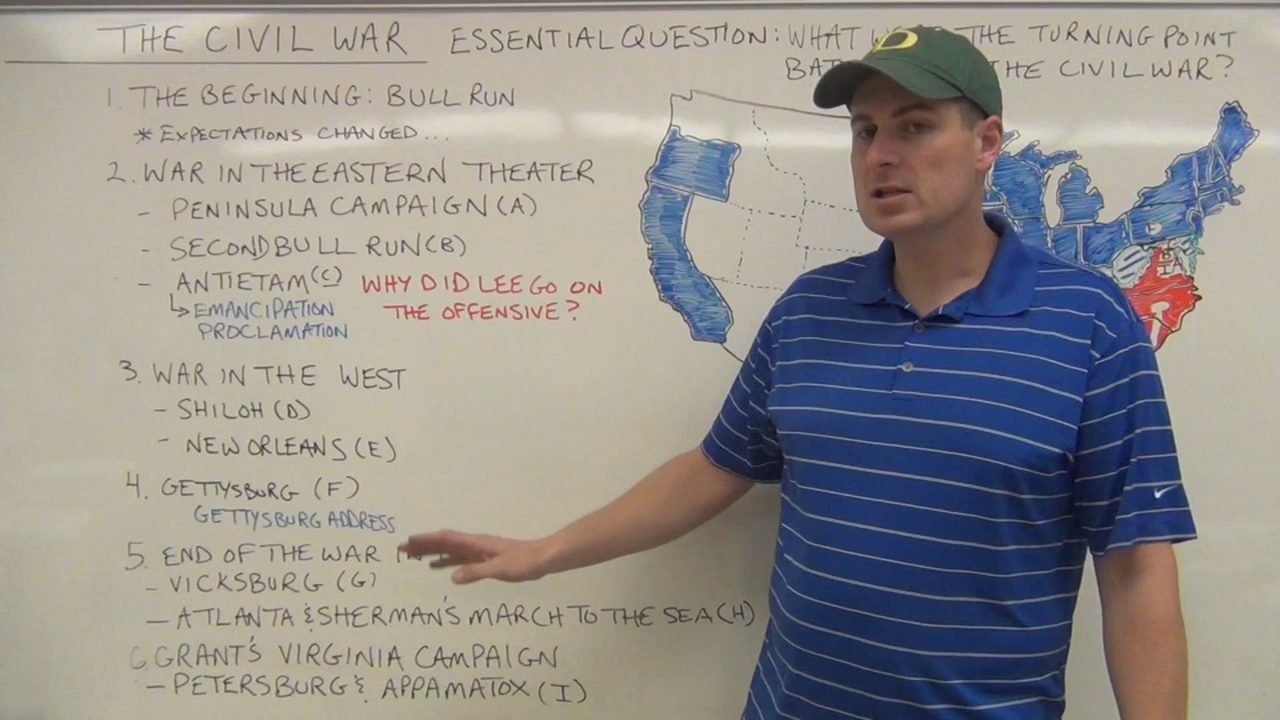 THE CIVIL WAR ESSENTIAL QUESTION: WHAT THE TURNING POINT
THE CIVIL WAR?
1. THE BEGINNING: BULL RUN
* EXPECTATIONS CHANGED...
2. WAR IN THE EASTERN THEATER
- PENINSULA CAMPAIGN (A)
- SECOND BULL RUN (B)
- ANTIETAM (C) WHY DID LEE GO ON
THE OFFENSIVE?
EMANCIPATION
PROCLAMATION
3. WAR IN THE WEST
- SHILOH (D)
- NEW ORLEANS (E)
4. GETTYSBURG (F)
GETTYSBURG ADDRESS
5. END OF THE WAR
- VICKSBURG (G)
- ATLANTA & SHERMAN'S MARCH TO THE SEA (H)
6. GRANT'S VIRGINIA CAMPAIGN
- PETERSBURG & APPAMATOX (I)
O